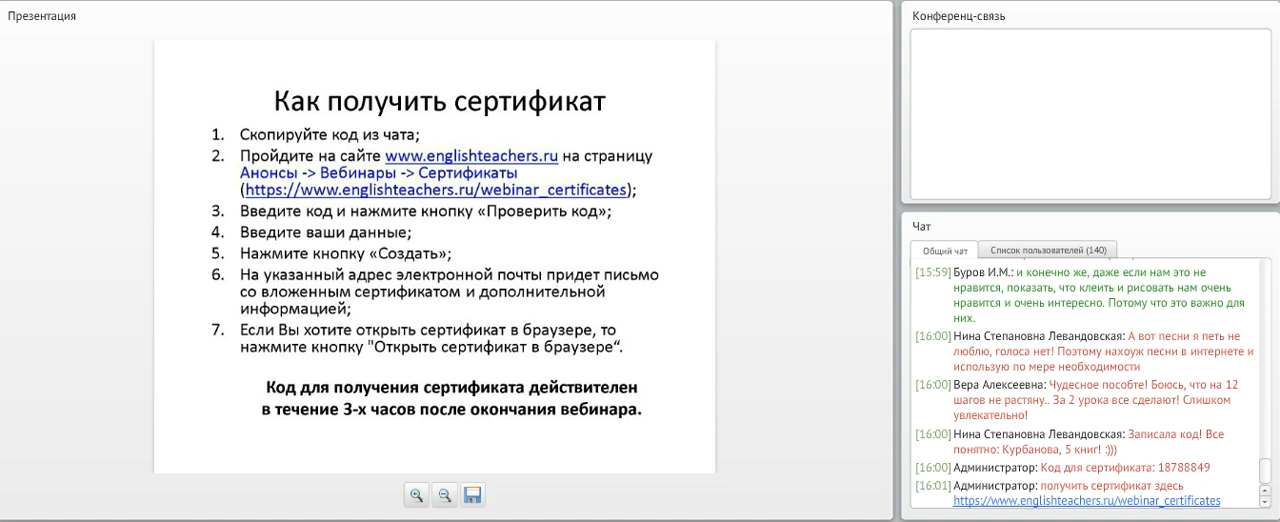 Презентация
Как получить сертификат
1. Скопируйте код из чата;
2. Пройдите на сайте www.englishteachers.ru на страницу
Анонсы -> Вебинары -> Сертификаты
(https://www.englishteachers.ru/webinar_certificates);
3. Введите код и нажмите кнопку «Проверить код»;
4. Введите ваши данные;
5. Нажмите кнопку «Создать»;
6. На указанный адрес электронной почты придет письмо
со вложенным сертификатом и дополнительной
информацией;
7. Если Вы хотите открыть сертификат в браузере, то
нажмите кнопку "Открыть сертификат в браузере“.
Код для получения сертификата действителен
в течение 3-х часов после окончания вебинара.
Конференц-связь
Чат
Общий чат
Список пользователей (140)
[15:59] Буров И.М.: и конечно же, даже если нам это не
нравится, показать, что клеить и рисовать нам очень
нравится и очень интересно. Потому что это важно для
них.
[16:00] Нина Степановна Левандовская: А вот песни я петь не
люблю, голоса нет! Поэтому нахоуж песни в интернете и
использую по мере необходимости
[16:00] Вера Алексеевна: Чудесное пособте! Боюсь, что на 12
шагов не растяну.. За 2 урока все сделают! Слишком
увлекательно!
[16:00] Нина Степановна Левандовская: Записала код! Все
понятно: Курбанова, 5 книг! :)))
[16:00] Администратор: Код для сертификата: 18788849
[16:01] Администратор: получить сертификат здесь
https://www.englishteachers.ru/webinar_certificates